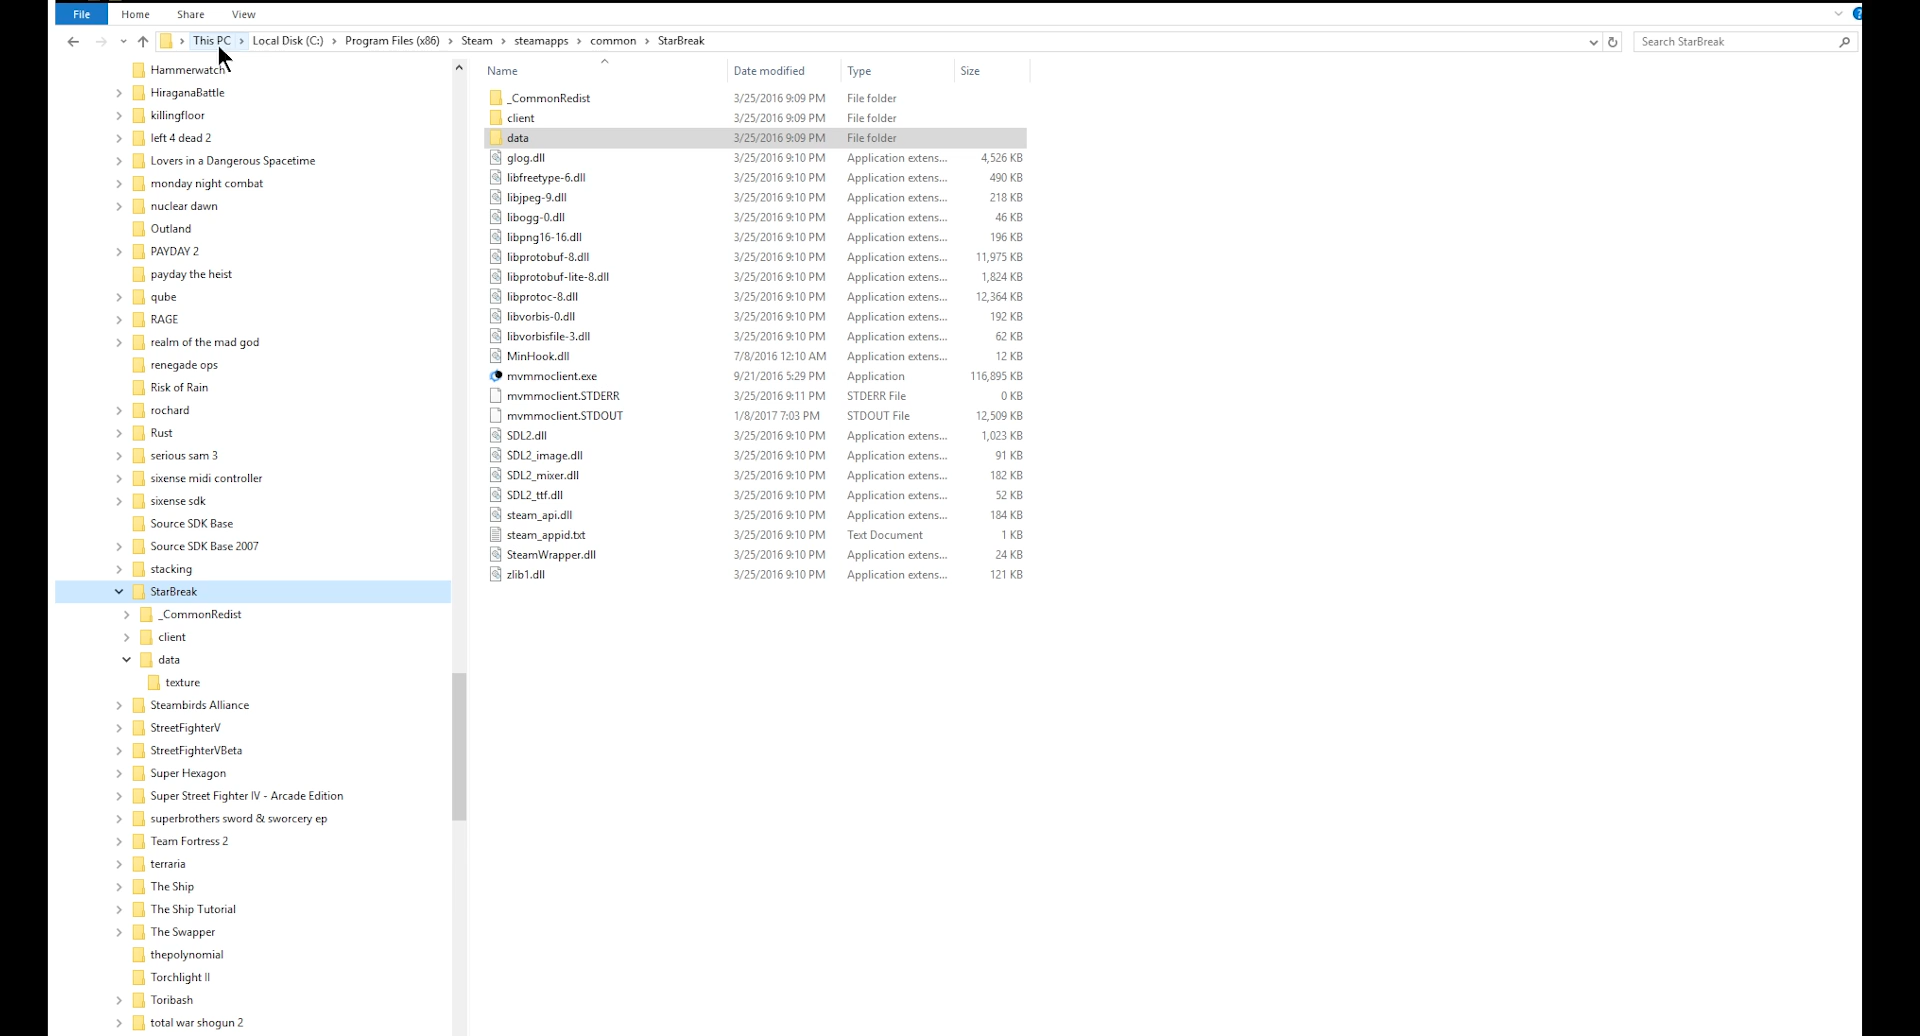 File Home Share View
This PC Local Disk (C:) Program Files (x86) Steam steamapps common StarBreak
Search StarBreak
Hammerwatch
HiraganaBattle
killingfloor
left 4 dead 2
Lovers in a Dangerous Spacetime
monday night combat
nuclear dawn
Outland
PAYDAY 2
payday the heist
qube
RAGE
realm of the mad god
renegade ops
Risk of Rain
rochard
Rust
serious sam 3
sixense midi controller
sixense sdk
Source SDK Base
Source SDK Base 2007
stacking
StarBreak
_CommonRedist
client
data
texture
Steambirds Alliance
StreetFighterV
StreetFighterVBeta
Super Hexagon
Super Street Fighter IV - Arcade Edition
superbrothers sword & sworcery ep
Team Fortress 2
terraria
The Ship
The Ship Tutorial
The Swapper
thepolynomial
Torchlight II
Toribash
total war shogun 2
Name Date modified Type Size
_CommonRedist 3/25/2016 9:09 PM File folder
client 3/25/2016 9:09 PM File folder
data 3/25/2016 9:09 PM File folder
glog.dll 3/25/2016 9:10 PM Application extens... 4,526 KB
libfreetype-6.dll 3/25/2016 9:10 PM Application extens... 490 KB
libjpeg-9.dll 3/25/2016 9:10 PM Application extens... 218 KB
libogg-0.dll 3/25/2016 9:10 PM Application extens... 46 KB
libpng16-16.dll 3/25/2016 9:10 PM Application extens... 196 KB
libprotobuf-8.dll 3/25/2016 9:10 PM Application extens... 11,975 KB
libprotobuf-lite-8.dll 3/25/2016 9:10 PM Application extens... 1,824 KB
libprotoc-8.dll 3/25/2016 9:10 PM Application extens... 12,364 KB
libvorbis-0.dll 3/25/2016 9:10 PM Application extens... 192 KB
libvorbisfile-3.dll 3/25/2016 9:10 PM Application extens... 62 KB
MinHook.dll 7/8/2016 12:10 AM Application extens... 12 KB
mvmmoclient.exe 9/21/2016 5:29 PM Application 116,895 KB
mvmmoclient.STDERR 3/25/2016 9:11 PM STDERR File 0 KB
mvmmoclient.STDOUT 1/8/2017 7:03 PM STDOUT File 12,509 KB
SDL2.dll 3/25/2016 9:10 PM Application extens... 1,023 KB
SDL2_image.dll 3/25/2016 9:10 PM Application extens... 91 KB
SDL2_mixer.dll 3/25/2016 9:10 PM Application extens... 182 KB
SDL2_ttf.dll 3/25/2016 9:10 PM Application extens... 52 KB
steam_api.dll 3/25/2016 9:10 PM Application extens... 184 KB
steam_appid.txt 3/25/2016 9:10 PM Text Document 1 KB
SteamWrapper.dll 3/25/2016 9:10 PM Application extens... 24 KB
zlib1.dll 3/25/2016 9:10 PM Application extens... 121 KB